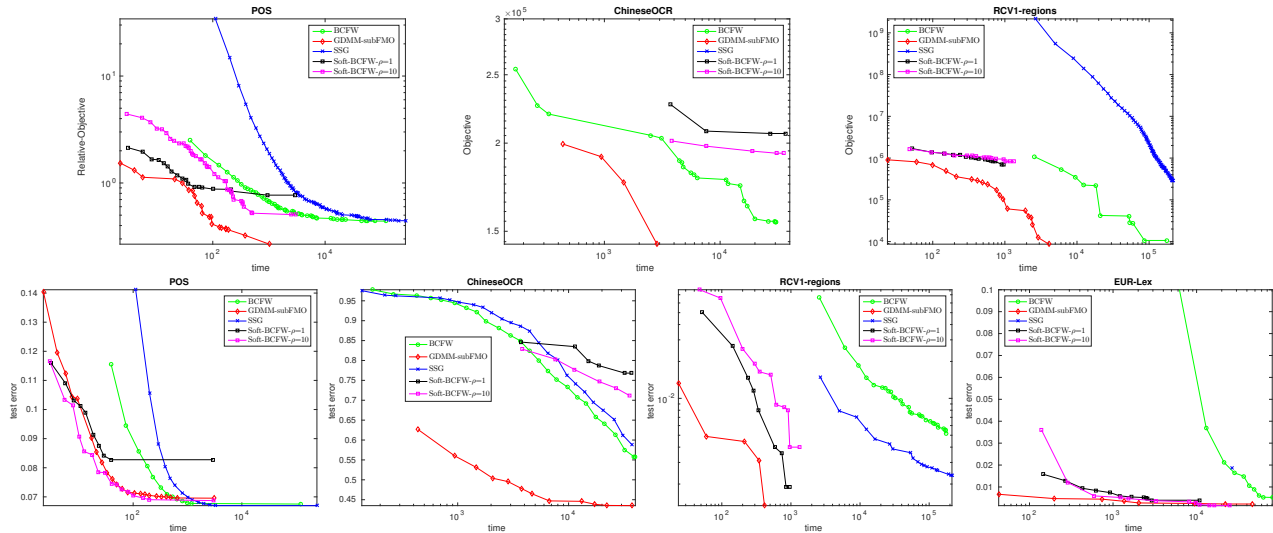 POS
Relative-Objective
10^1
10^0
10^2
10^4
time
BCFW
GDMM-subFMO
SSG
Soft-BCFW-ρ=1
Soft-BCFW-ρ=10
ChineseOCR
Objective
3 ×10^5
2.5×10^5
2×10^5
1.5×10^5
10^3
10^4
time
BCFW
GDMM-subFMO
SSG
Soft-BCFW-ρ=1
Soft-BCFW-ρ=10
RCV1-regions
Objective
10^9
10^8
10^7
10^6
10^5
10^4
10^2
10^3
10^4
10^5
time
BCFW
GDMM-subFMO
SSG
Soft-BCFW-ρ=1
Soft-BCFW-ρ=10
POS
test error
0.14
0.13
0.12
0.11
0.1
0.09
0.08
0.07
10^2
10^4
time
BCFW
GDMM-subFMO
SSG
Soft-BCFW-ρ=1
Soft-BCFW-ρ=10
ChineseOCR
test error
0.95
0.9
0.85
0.8
0.75
0.7
0.65
0.6
0.55
0.5
0.45
10^3
10^4
time
BCFW
GDMM-subFMO
SSG
Soft-BCFW-ρ=1
Soft-BCFW-ρ=10
RCV1-regions
test error
10^-2
10^2
10^3
10^4
10^5
time
BCFW
GDMM-subFMO
SSG
Soft-BCFW-ρ=1
Soft-BCFW-ρ=10
EUR-Lex
test error
0.1
0.09
0.08
0.07
0.06
0.05
0.04
0.03
0.02
0.01
10^2
10^3
10^4
time
BCFW
GDMM-subFMO
SSG
Soft-BCFW-ρ=1
Soft-BCFW-ρ=10